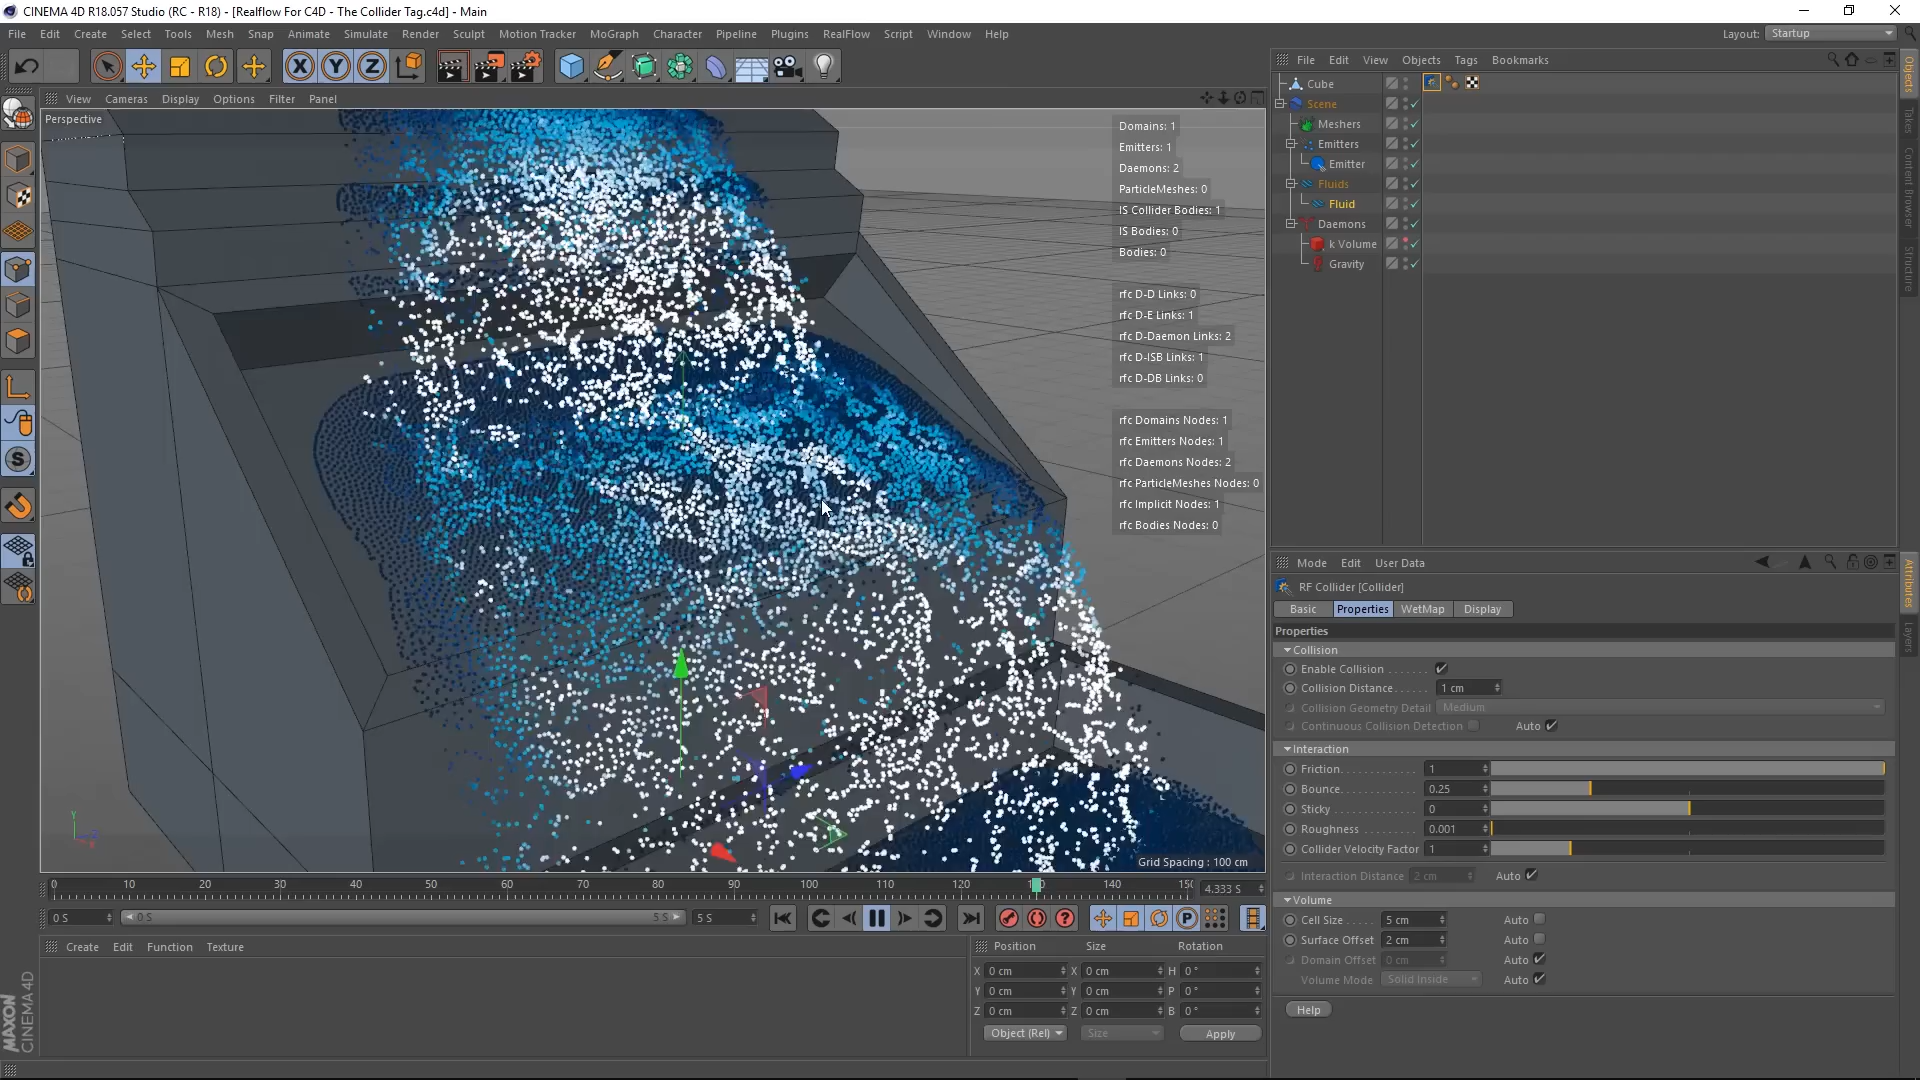 CINEMA 4D R18.057 Studio (RC - R18) - [Realflow For C4D - The Collider Tag.c4d] - Main
File Edit Create Select Tools Mesh Snap Animate Simulate Render Sculpt Motion Tracker MoGraph Character Pipeline Plugins RealFlow Script Window Help
Layout: Startup
X Y Z
File Edit View Objects Tags Bookmarks
View Cameras Display Options Filter Panel
Perspective
Domains: 1
Emitters: 1
Daemons: 2
ParticleMeshes: 0
IS Collider Bodies: 1
IS Bodies: 0
Bodies: 0
rfc D-D Links: 0
rfc D-E Links: 1
rfc D-Daemon Links: 2
rfc D-ISB Links: 1
rfc D-DB Links: 0
rfc Domains Nodes: 1
rfc Emitters Nodes: 1
rfc Daemons Nodes: 2
rfc ParticleMeshes Nodes: 0
rfc Implicit Nodes: 1
rfc Bodies Nodes: 0
Grid Spacing : 100 cm
Y
S
Cube
Scene
Meshers
Emitters
Emitter
Fluids
Fluid
Daemons
k Volume
Gravity
Objects
Takes
Content Browser
Structure
Mode Edit User Data
RF Collider [Collider]
Basic Properties WetMap Display
Properties
Collision
Enable Collision
Collision Distance 1 cm
Collision Geometry Detail Medium
Continuous Collision Detection Auto
Interaction
Friction 1
Bounce 0.25
Sticky 0
Roughness 0.001
Collider Velocity Factor 1
Interaction Distance 2 cm Auto
Volume
Cell Size 5 cm Auto
Surface Offset 2 cm Auto
Domain Offset 0 cm Auto
Volume Mode Solid Inside Auto
Help
Attributes
Layers
0 10 20 30 40 50 60 70 80 90 100 110 120 140 4.333 S
0 S 0 S 5 S 5 S
P
Create Edit Function Texture
Position Size Rotation
X 0 cm X 0 cm H 0 °
Y 0 cm Y 0 cm P 0 °
Z 0 cm Z 0 cm B 0 °
Object (Rel) Size Apply
MAXON
CINEMA 4D